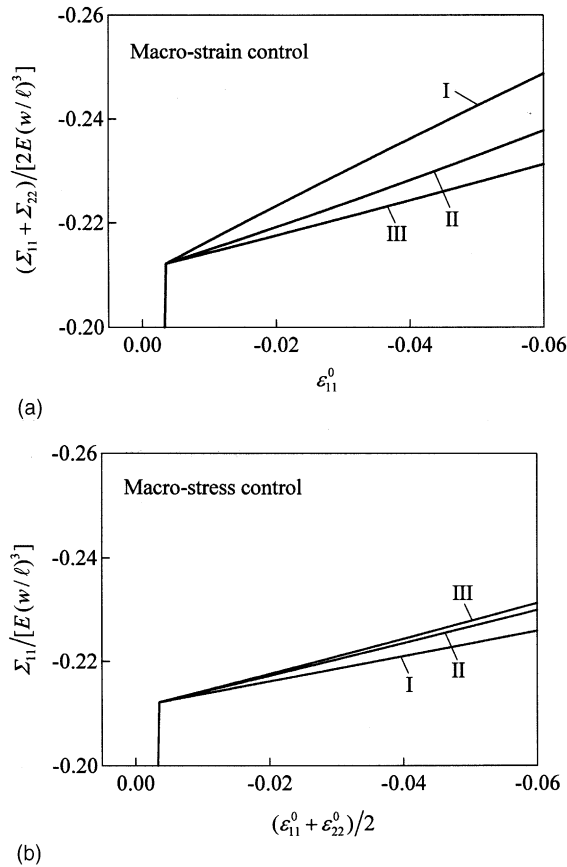 -0.26
Macro-strain control
I
-0.24
II
-0.22
III
-0.20
(Σ₁₁ + Σ₂₂)/[2E(w/ℓ)³]
0.00 -0.02 -0.04 -0.06
ε⁰₁₁
(a)
-0.26
Macro-stress control
-0.24
III
-0.22
II
I
-0.20
Σ₁₁/[E(w/ℓ)³]
0.00 -0.02 -0.04 -0.06
(ε⁰₁₁ + ε⁰₂₂)/2
(b)